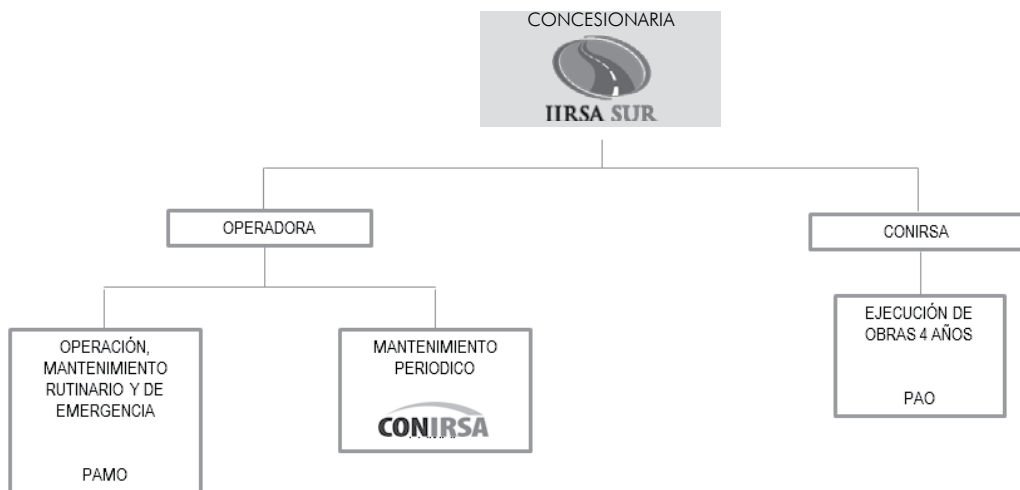 CONCESIONARIA
IIRSA SUR
OPERADORA
CONIRSA
OPERACIÓN,
MANTENIMIENTO
RUTINARIO Y DE
EMERGENCIA
PAMO
MANTENIMIENTO
PERIODICO
CONIRSA
EJECUCIÓN DE
OBRAS 4 AÑOS
PAO